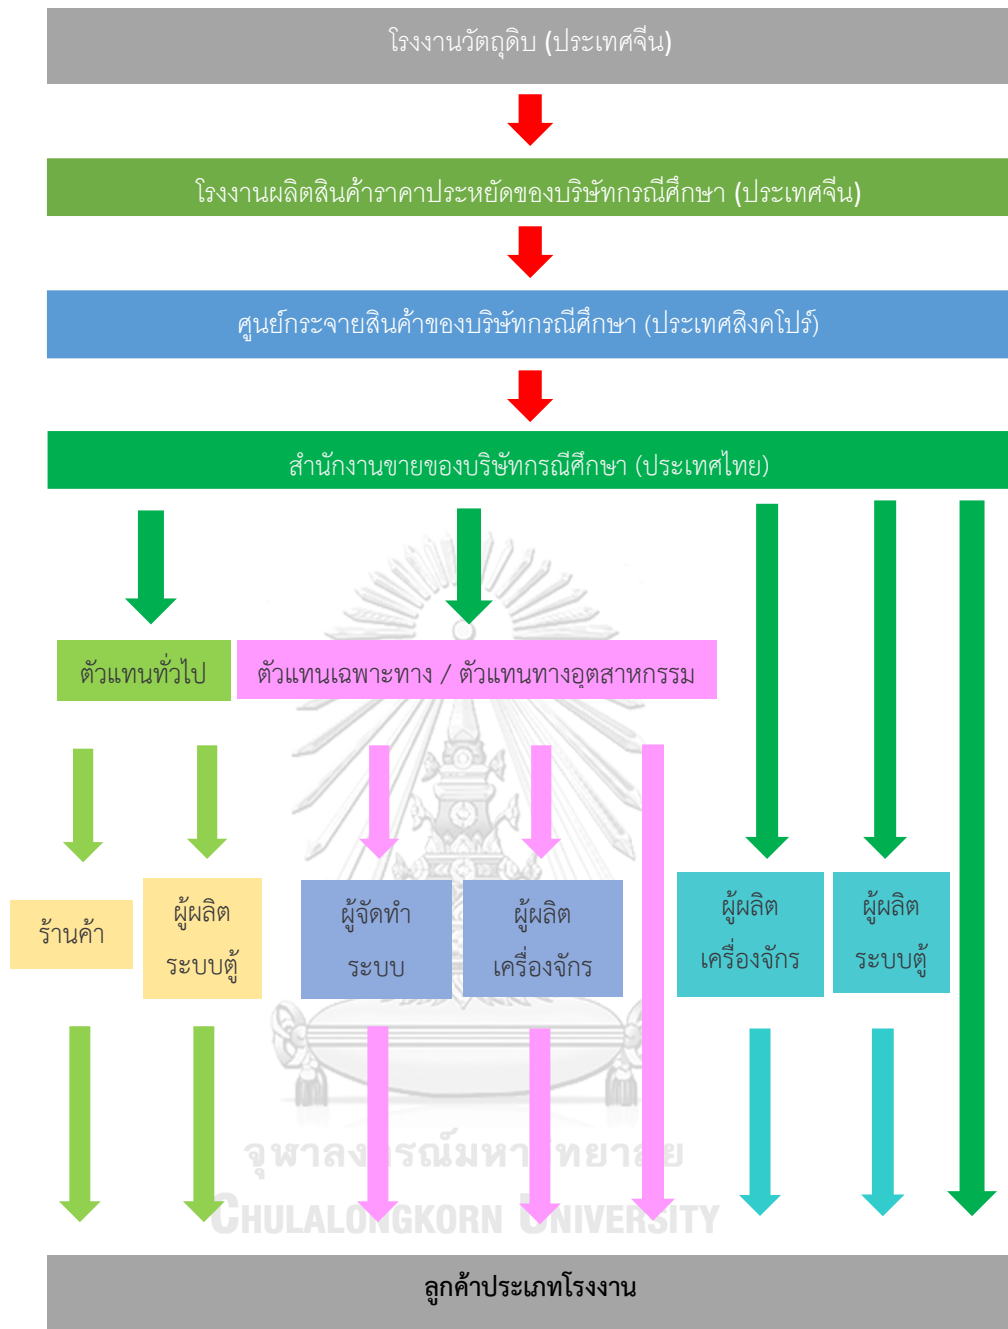 โรงงานวัตถุดิบ (ประเทศจีน)
โรงงานผลิตสินค้าราคาประหยัดของบริษัทกรณีศึกษา (ประเทศจีน)
ศูนย์กระจายสินค้าของบริษัทกรณีศึกษา (ประเทศสิงคโปร์)
สำนักงานขายของบริษัทกรณีศึกษา (ประเทศไทย)
ตัวแทนทั่วไป
ตัวแทนเฉพาะทาง / ตัวแทนทางอุตสาหกรรม
ร้านค้า
ผู้ผลิต
ระบบตู้
ผู้จัดทำ
ระบบ
ผู้ผลิต
เครื่องจักร
ผู้ผลิต
เครื่องจักร
ผู้ผลิต
ระบบตู้
จุฬาลงกรณ์มหาวิทยาลัย
CHULALONGKORN UNIVERSITY
ลูกค้าประเภทโรงงาน